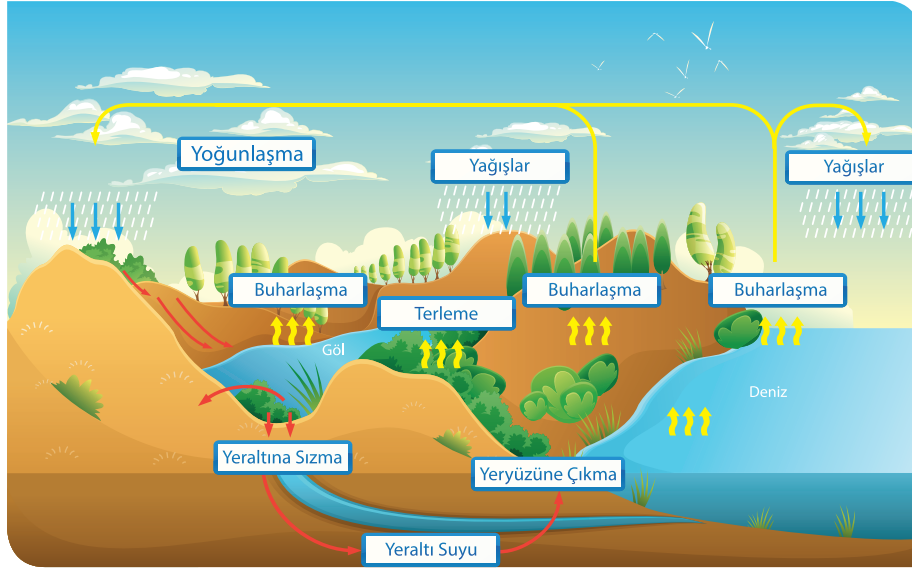 Yoğunlaşma
Yağışlar
Yağışlar
Buharlaşma
Buharlaşma
Buharlaşma
Terleme
Göl
Deniz
Yeraltına Sızma
Yeryüzüne Çıkma
Yeraltı Suyu